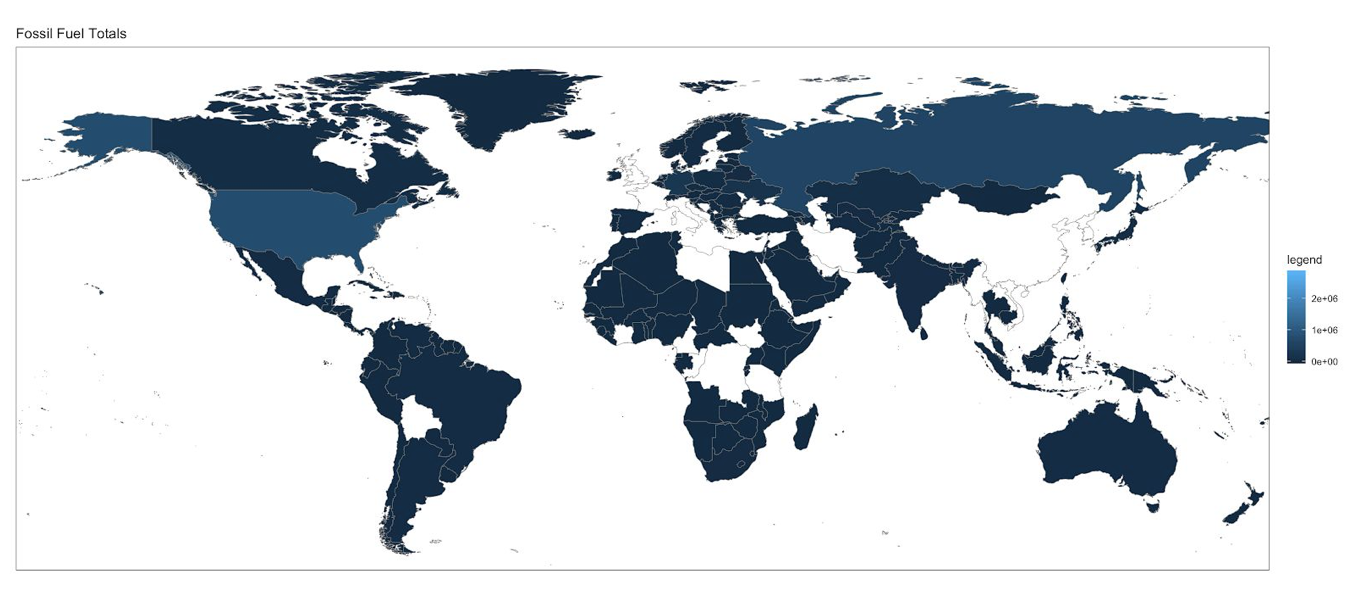 Fossil Fuel Totals
legend
2e+06
1e+06
0e+00